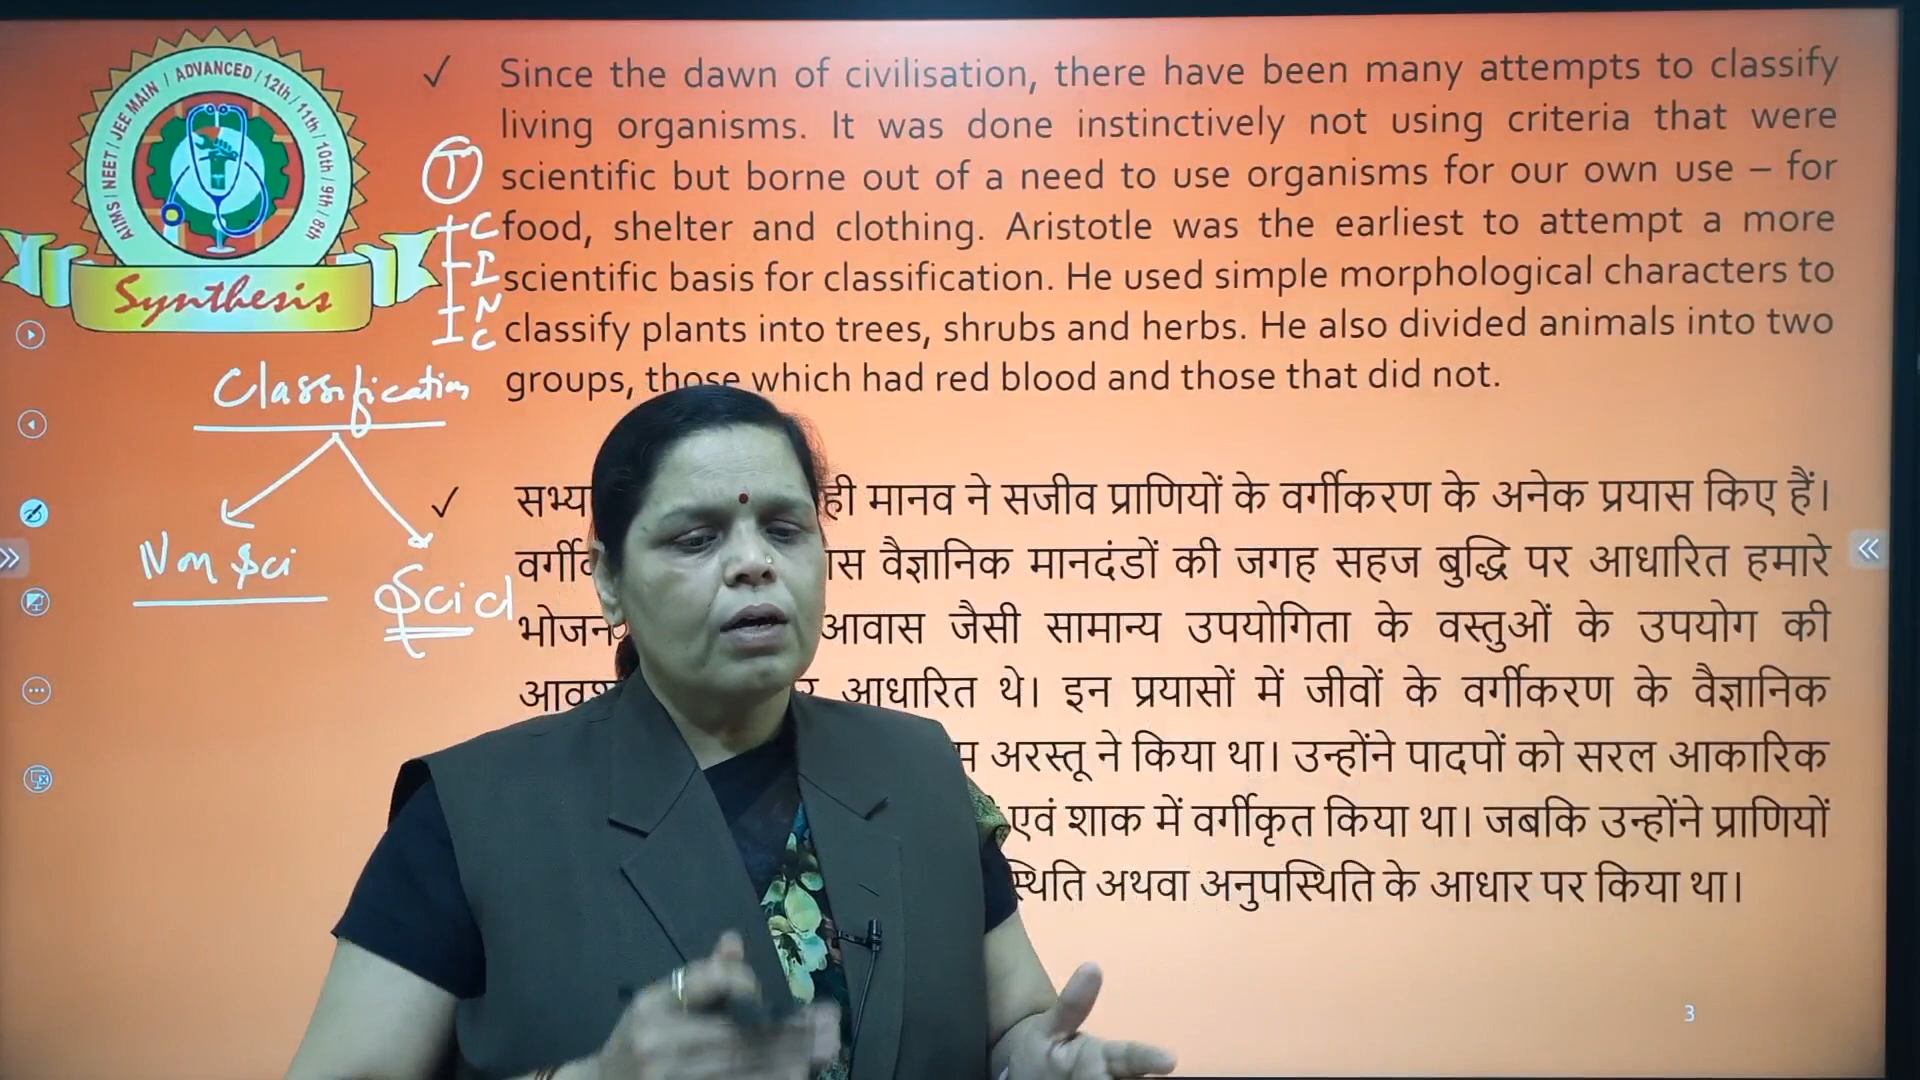 AIIMS | NEET | JEE MAIN | ADVANCED / 12th / 11th / 10th / 9th / 8th
Synthesis
✓ Since the dawn of civilisation, there have been many attempts to classify
living organisms. It was done instinctively not using criteria that were
T
scientific but borne out of a need to use organisms for our own use – for
C
food, shelter and clothing. Aristotle was the earliest to attempt a more
I
scientific basis for classification. He used simple morphological characters to
N
classify plants into trees, shrubs and herbs. He also divided animals into two
C
groups, those which had red blood and those that did not.
Classification
Non Sci
Sci cl
✓ ही मानव ने सजीव प्राणियों के वर्गीकरण के अनेक प्रयास किए हैं।
वैज्ञानिक मानदंडों की जगह सहज बुद्धि पर आधारित हमारे
भोजन आवास जैसी सामान्य उपयोगिता के वस्तुओं के उपयोग की
आधारित थे। इन प्रयासों में जीवों के वर्गीकरण के वैज्ञानिक
अरस्तू ने किया था। उन्होंने पादपों को सरल आकारिक
एवं शाक में वर्गीकृत किया था। जबकि उन्होंने प्राणियों
अथवा अनुपस्थिति के आधार पर किया था।
3